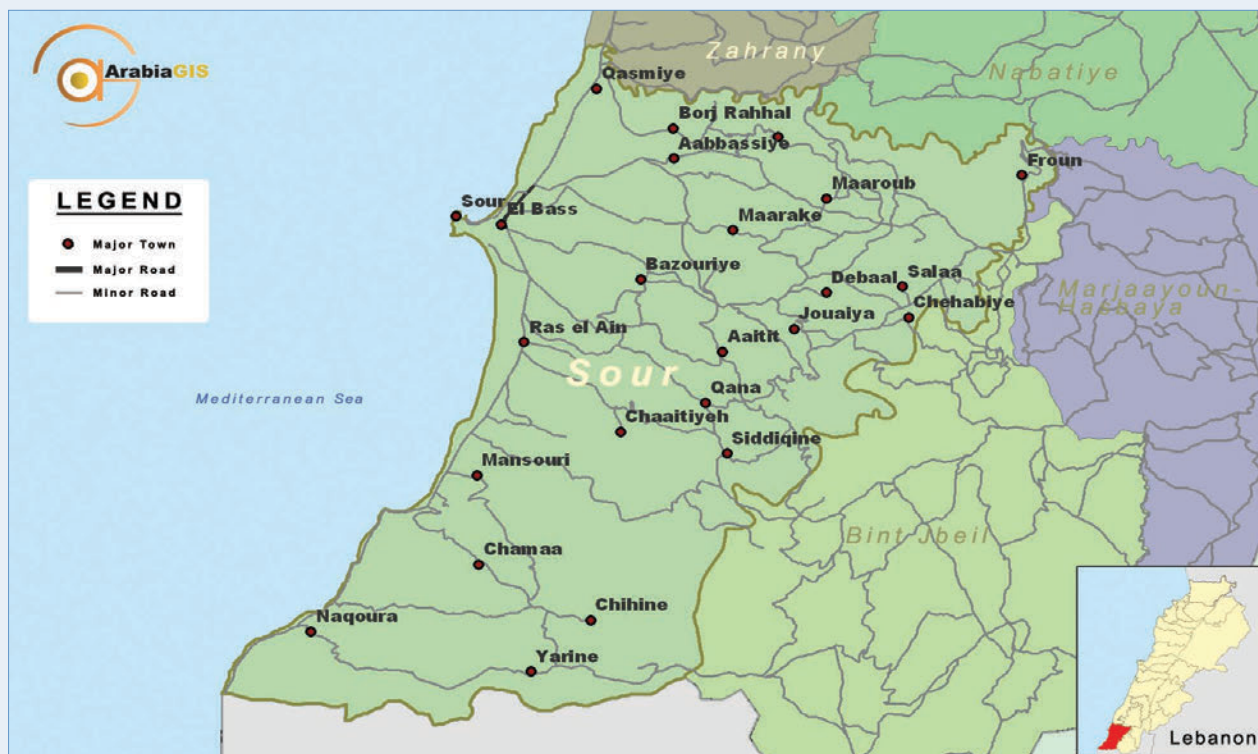 ArabiaGIS
Zahrany
Nabatiye
Qasmiye
Borj Rahhal
Aabbassiye
Froun
LEGEND
Major Town
Major Road
Minor Road
Sour
El Bass
Maaroub
Maarake
Bazouriye
Debaal
Salaa
Marjaayoun-
Hasbaya
Chehabiye
Jouaiya
Ras el Ain
Aaitit
Sour
Mediterranean Sea
Qana
Chaaitiyeh
Siddiqine
Mansouri
Bint Jbeil
Chamaa
Chihine
Naqoura
Yarine
Lebanon